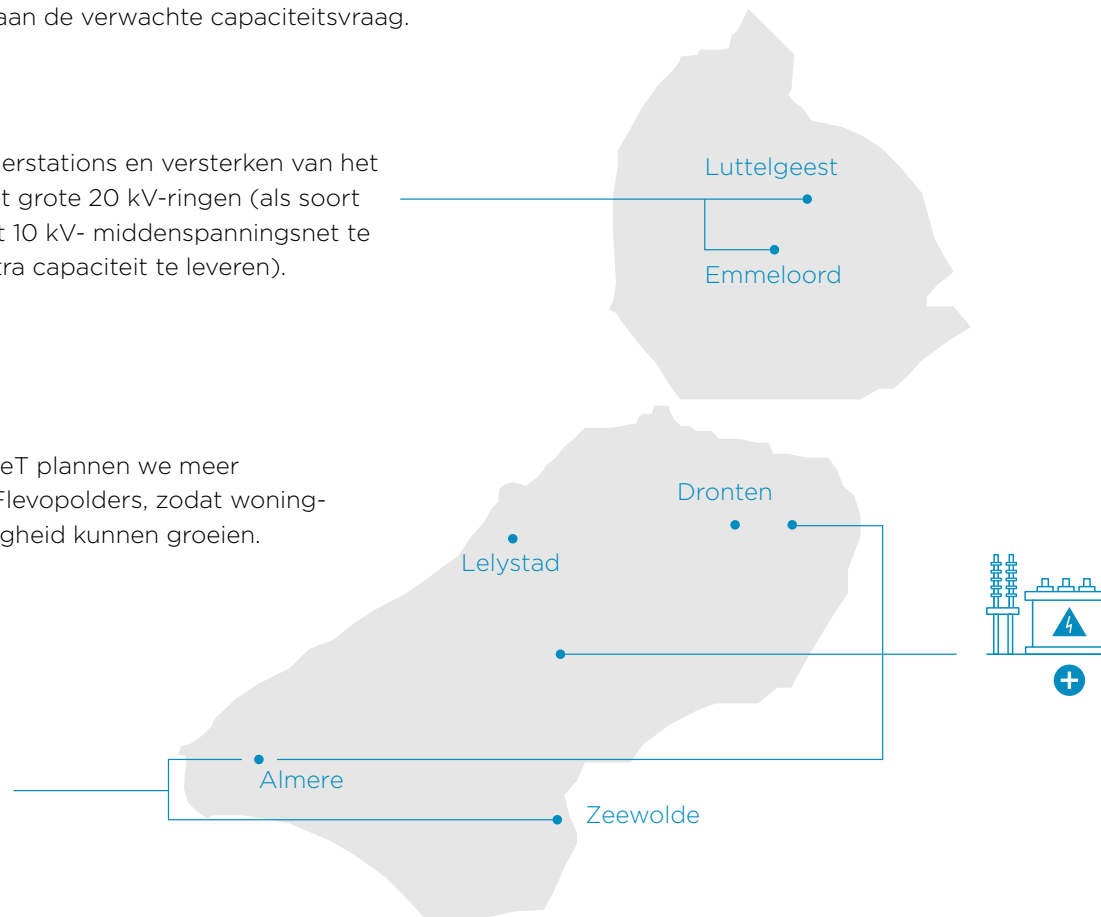 aan de verwachte capaciteitsvraag.
erstations en versterken van het
t grote 20 kV-ringen (als soort
t 10 kV- middenspanningsnet te
tra capaciteit te leveren).
Luttelgeest
Emmeloord
eT plannen we meer
Flevopolders, zodat woning-
gheid kunnen groeien.
Dronten
Lelystad
Almere
Zeewolde